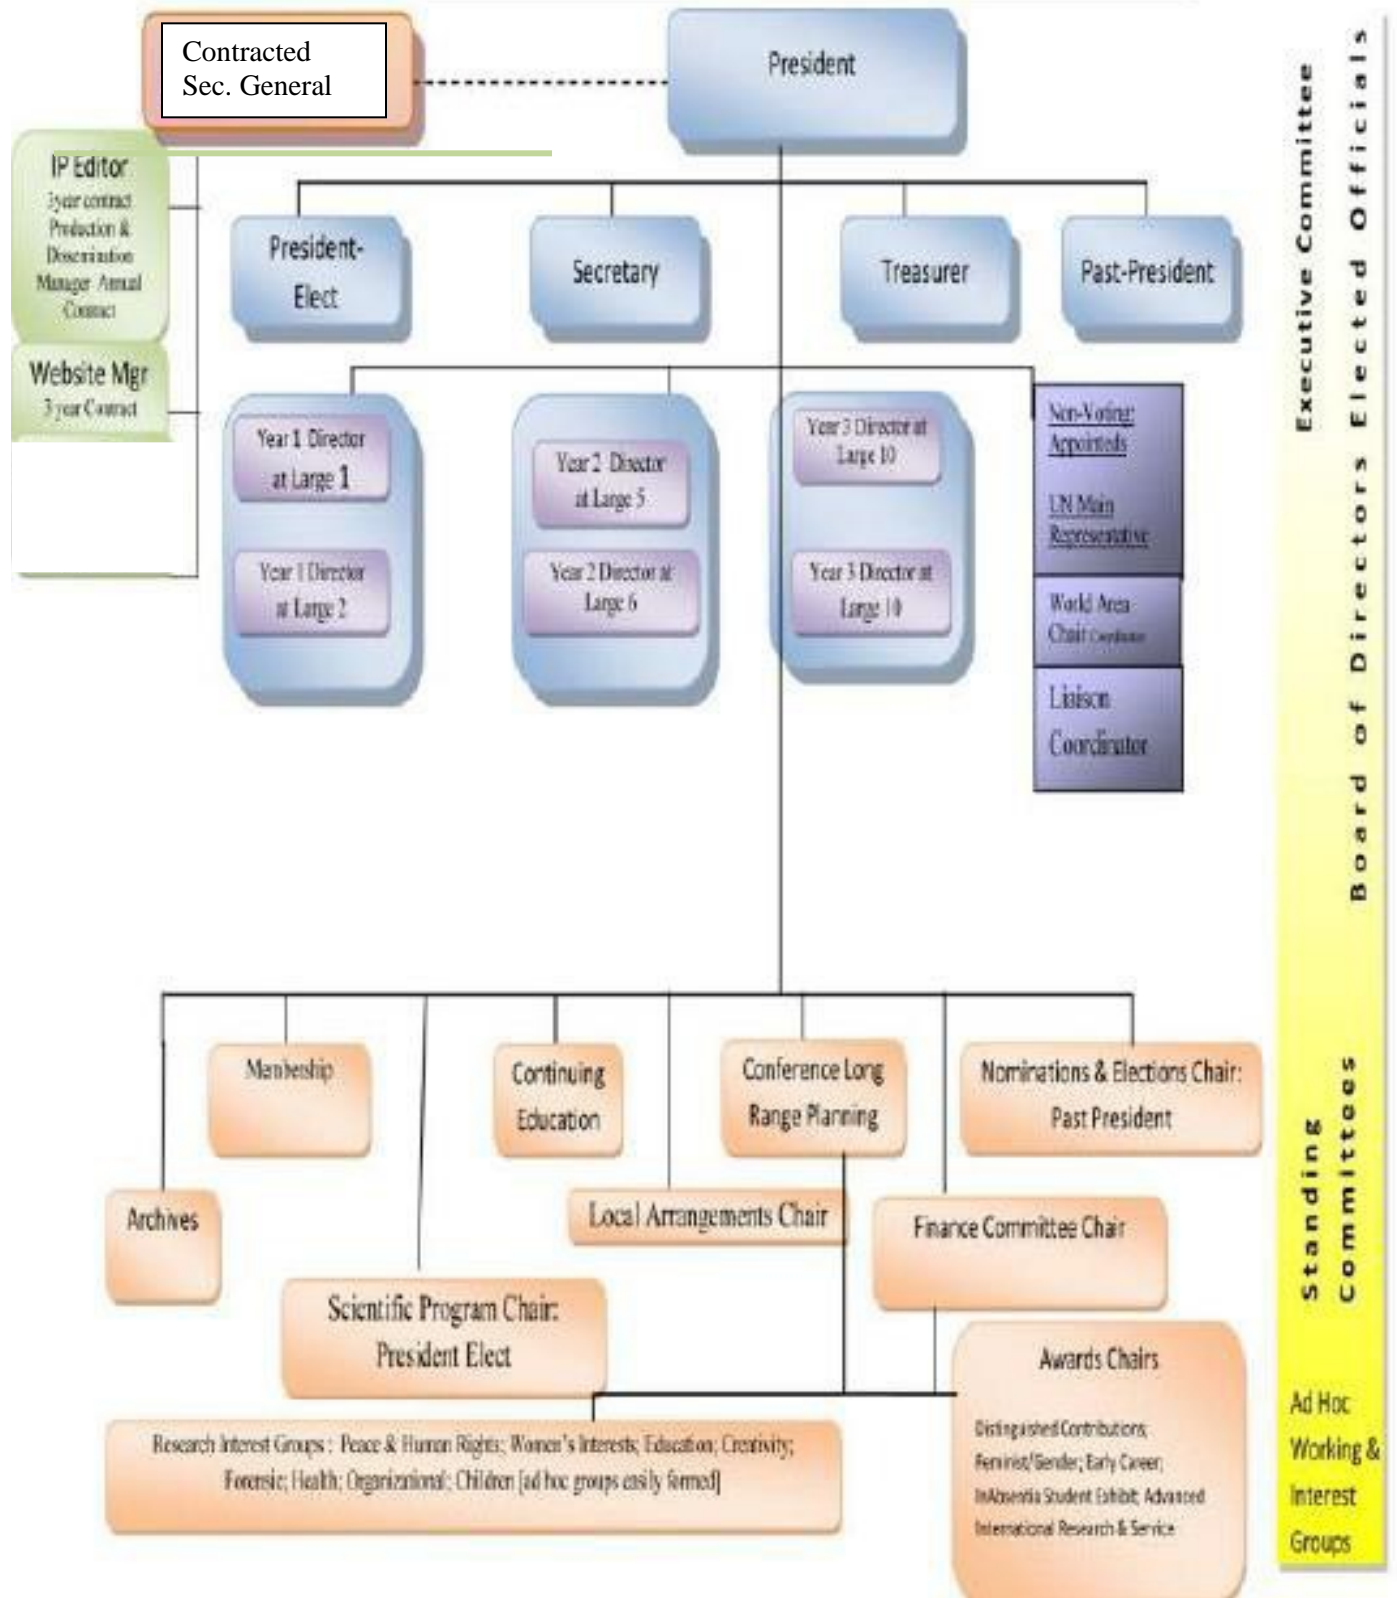 Contracted
Sec. General
President
IP Editor
3year contract
Production &
Dissemination
Manager Annual
Contract
Website Mgr
3 year Contract
President-
Elect
Secretary
Treasurer
Past-President
Year 1 Director
at Large 1
Year 1 Director
at Large 2
Year 2 Director
at Large 5
Year 2 Director at
Large 6
Year 3 Director at
Large 10
Year 3 Director at
Large 10
Non-Voting:
Appointeds
UN Main
Representative
World Area
Chair Coordinator
Liaison
Coordinator
Archives
Membership
Scientific Program Chair:
President Elect
Continuing
Education
Local Arrangements Chair
Conference Long
Range Planning
Finance Committee Chair
Nominations & Elections Chair:
Past President
Research Interest Groups : Peace & Human Rights; Women's Interests; Education; Creativity;
Forensic; Health; Organizational; Children [ad hoc groups easily formed]
Awards Chairs
Distinguished Contributions;
Feminist/Gender; Early Career;
InAbsentia Student Exhibit; Advanced
International Research & Service
Executive Committee
Board of Directors Elected Officials
Standing
Committees
Ad Hoc
Working &
Interest
Groups